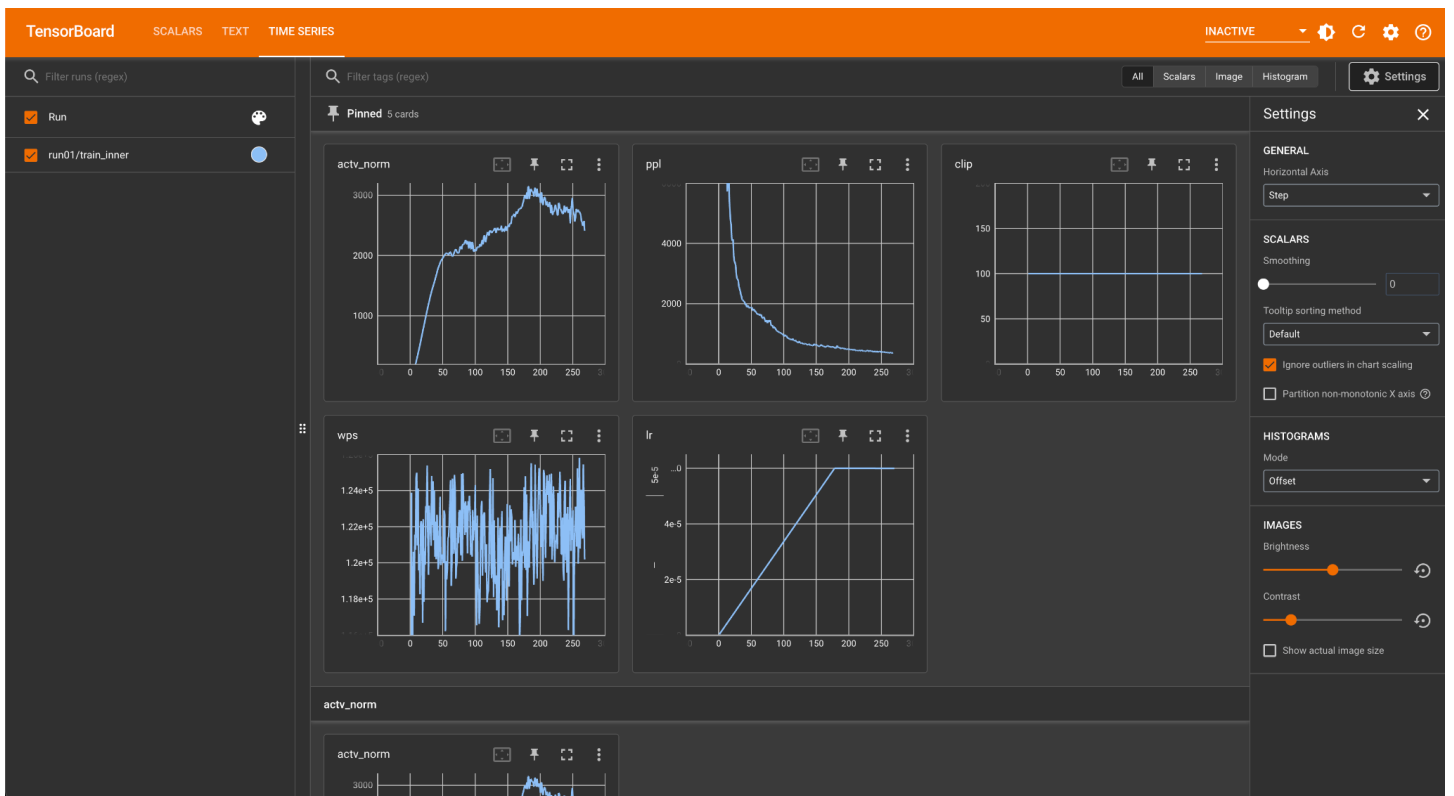 TensorBoard SCALARS TEXT TIME SERIES INACTIVE
Filter runs (regex)
Run
run01/train_inner
Filter tags (regex) All Scalars Image Histogram Settings
Pinned 5 cards
actv_norm
3000
2000
1000
0 50 100 150 200 250
ppl
4000
2000
0 50 100 150 200 250
clip
150
100
50
0 50 100 150 200 250
wps
1.24e+5
1.22e+5
1.2e+5
1.18e+5
0 50 100 150 200 250
lr
5e-5
...0
4e-5
2e-5
0 50 100 150 200 250
actv_norm
actv_norm
3000
Settings
GENERAL
Horizontal Axis
Step
SCALARS
Smoothing
0
Tooltip sorting method
Default
Ignore outliers in chart scaling
Partition non-monotonic X axis
HISTOGRAMS
Mode
Offset
IMAGES
Brightness
Contrast
Show actual image size